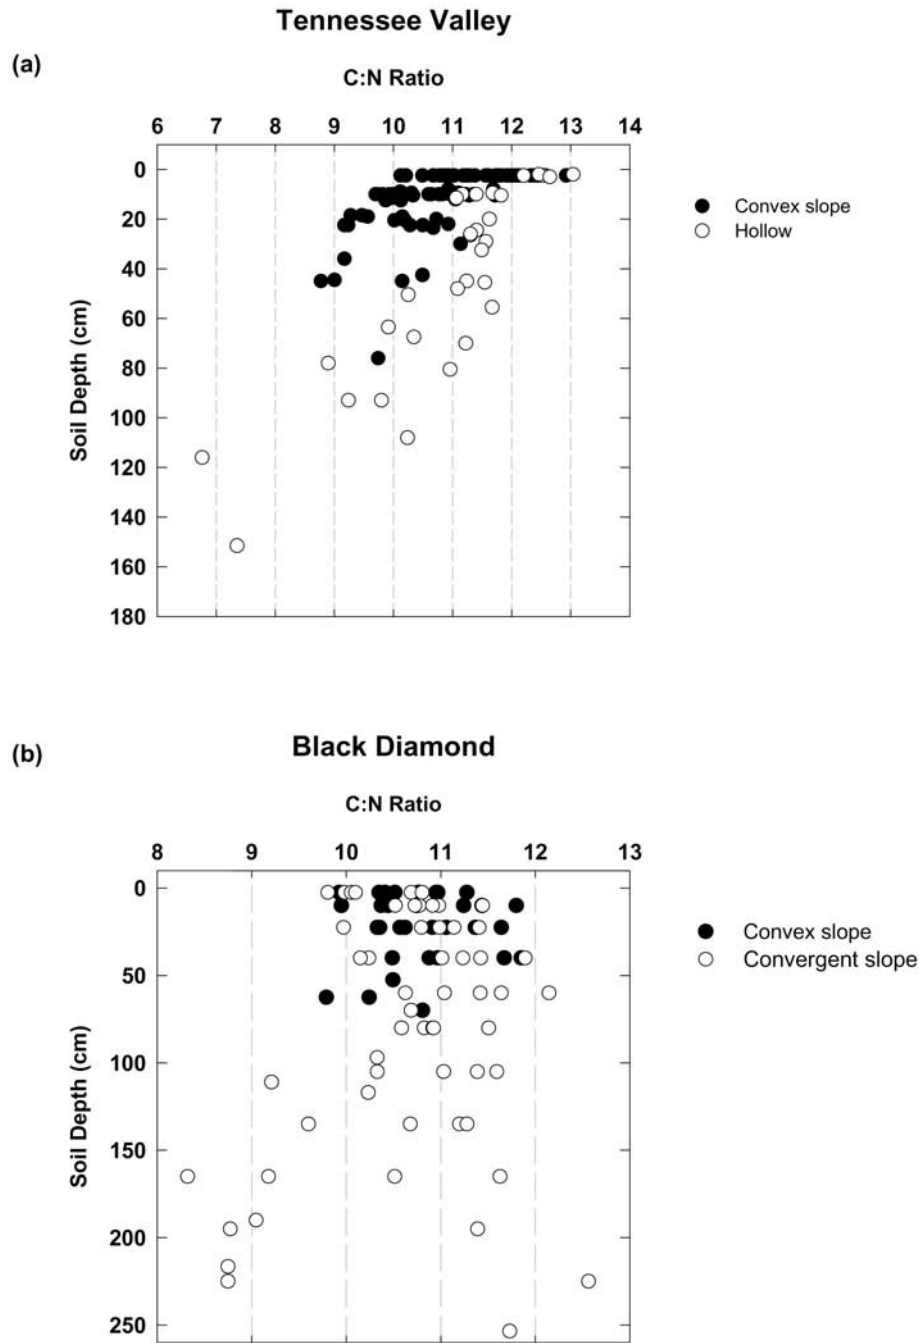 Tennessee Valley
(a)
C:N Ratio
6 7 8 9 10 11 12 13 14
0
20
40
60
80
100
120
140
160
180
Soil Depth (cm)
Convex slope
Hollow
Black Diamond
(b)
C:N Ratio
8 9 10 11 12 13
0
50
100
150
200
250
Soil Depth (cm)
Convex slope
Convergent slope